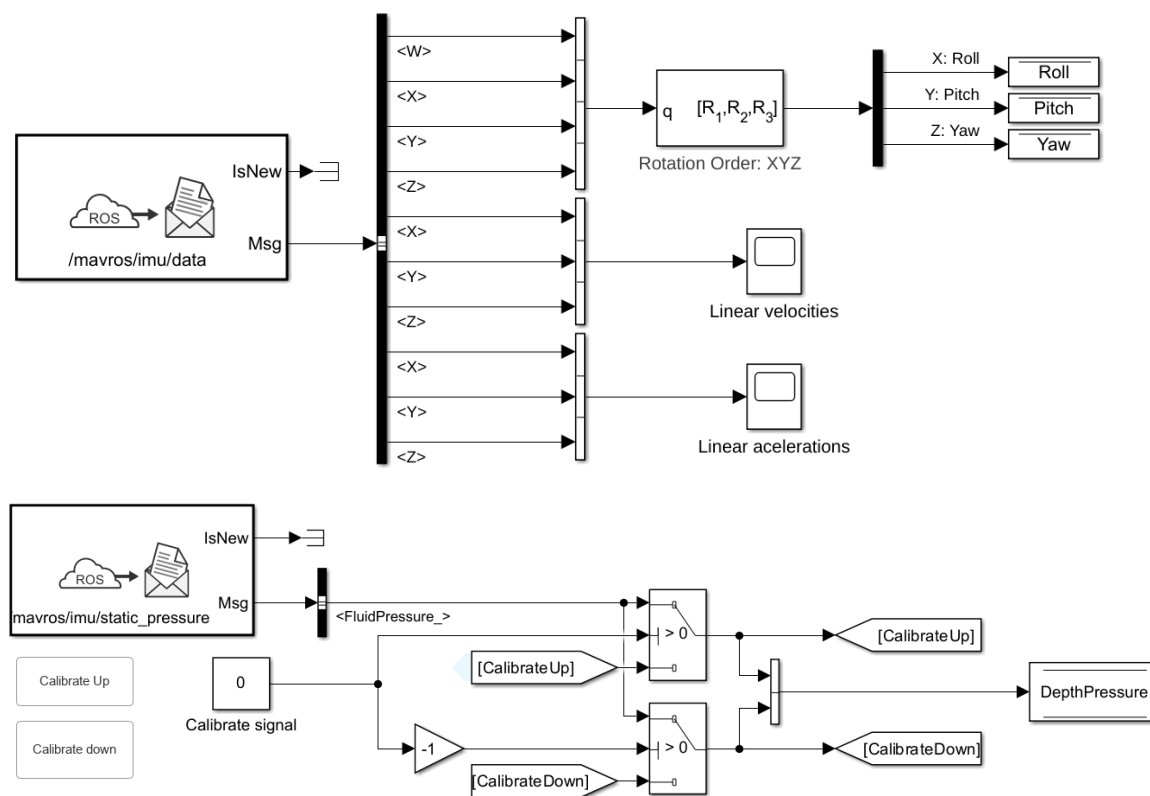 <W>
<X>
<Y>
<Z>
<X>
<Y>
<Z>
<X>
<Y>
<Z>
IsNew
Msg
ROS
/mavros/imu/data
q
[R1,R2,R3]
Rotation Order: XYZ
X: Roll
Y: Pitch
Z: Yaw
Roll
Pitch
Yaw
Linear velocities
Linear acelerations
IsNew
Msg
ROS
mavros/imu/static_pressure
<FluidPressure_>
Calibrate Up
Calibrate down
0
Calibrate signal
-1
[CalibrateUp]
[CalibrateDown]
> 0
> 0
[CalibrateUp]
[CalibrateDown]
DepthPressure